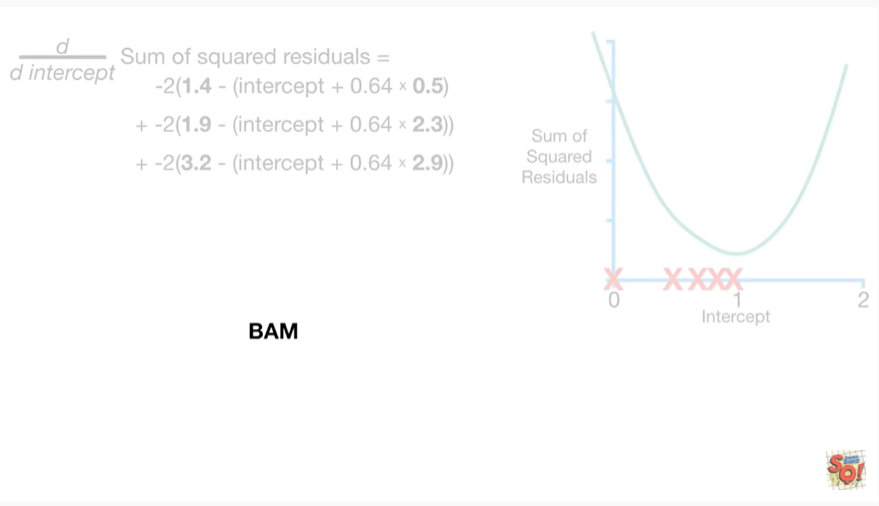 d
d intercept
Sum of squared residuals =
-2(1.4 - (intercept + 0.64 × 0.5)
+ -2(1.9 - (intercept + 0.64 × 2.3))
+ -2(3.2 - (intercept + 0.64 × 2.9))
Sum of
Squared
Residuals
X X X X X
0 1 2
Intercept
BAM
SQ!